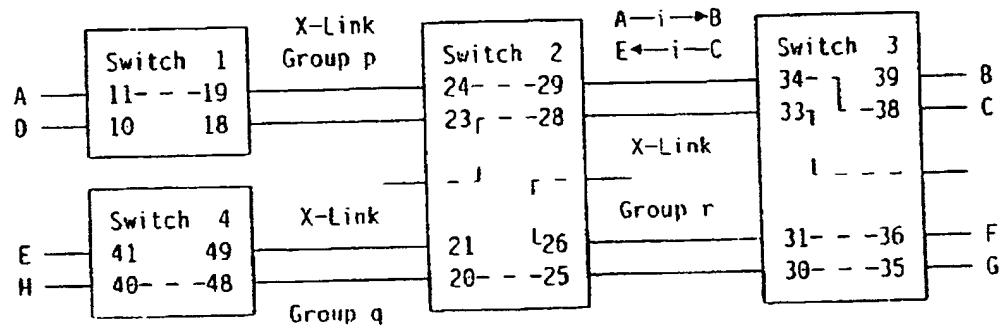 A—i—►B
X-Link
E◄—i—C
Group p
Switch 1
Switch 2
Switch 3
A
11- - -19
24- - -29
34- 39
B
D
10 18
23 - - -28
33 -38
C
X-Link
Switch 4
X-Link
Group r
E
41 49
21 26
31- - -36
F
H
40- - -48
20- - -25
30- - -35
G
Group q